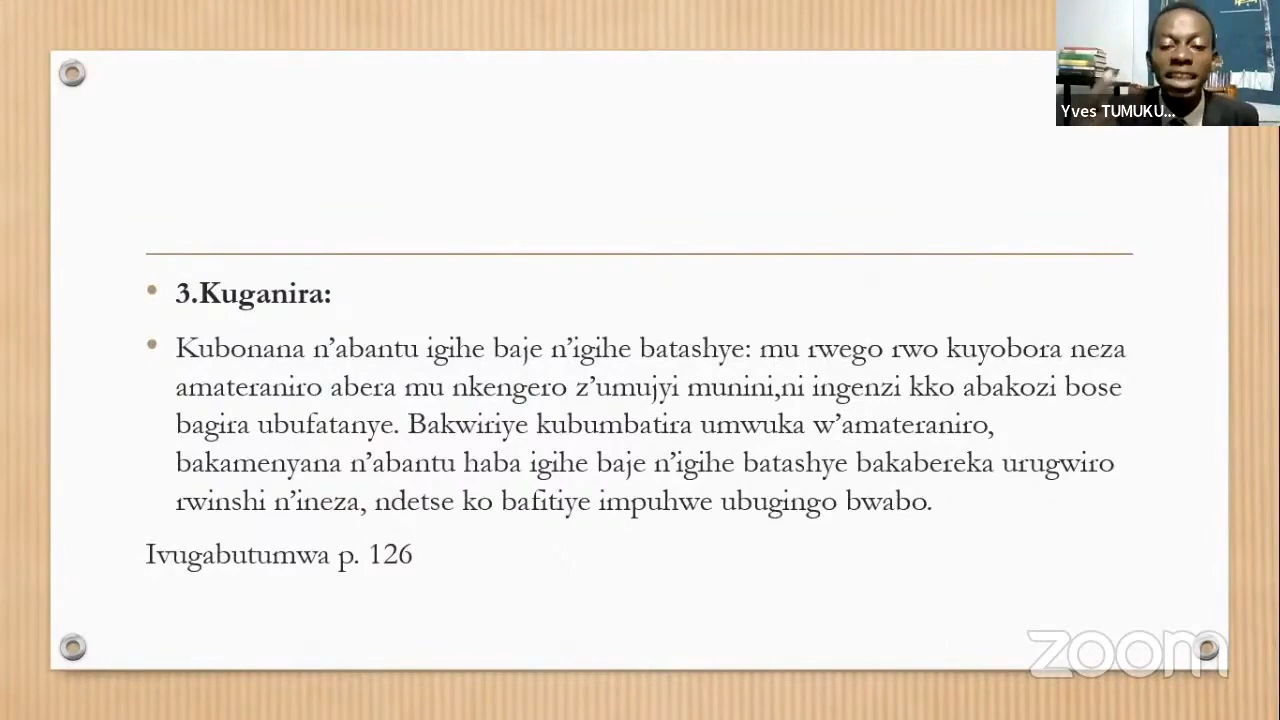 Yves TUMUKU...
3.Kuganira:
Kubonana n’abantu igihe baje n’igihe batashye: mu rwego rwo kuyobora neza
amateraniro abera mu nkengero z’umujyi munini,ni ingenzi kko abakozi bose
bagira ubufatanye. Bakwiriye kubumbatira umwuka w’amateraniro,
bakamenyana n’abantu haba igihe baje n’igihe batashye bakabereka urugwiro
rwinshi n’ineza, ndetse ko bafitiye impuhwe ubugingo bwabo.
Ivugabutumwa p. 126
zoom